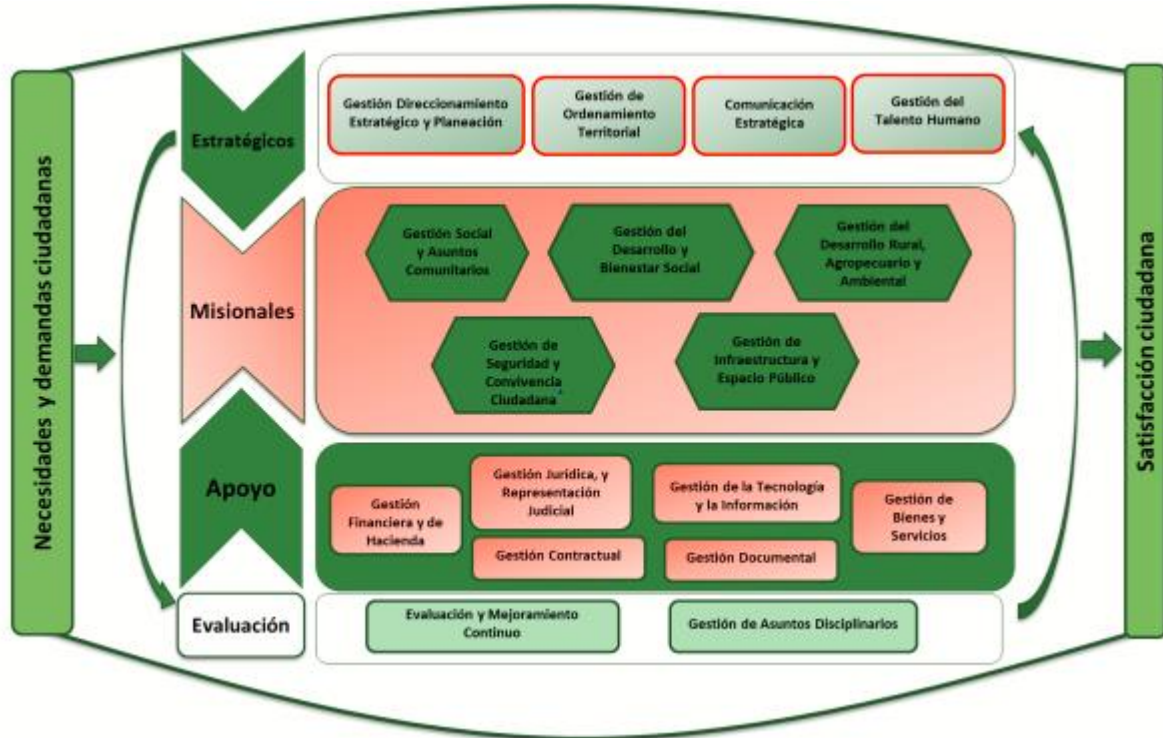 Necesidades y demandas ciudadanas
Estratégicos
Gestión Direccionamiento
Estratégico y Planeación
Gestión de
Ordenamiento
Territorial
Comunicación
Estratégica
Gestión del
Talento Humano
Misionales
Gestión Social
y Asuntos
Comunitarios
Gestión del
Desarrollo y
Bienestar Social
Gestión del
Desarrollo Rural,
Agropecuario y
Ambiental
Gestión de
Seguridad y
Convivencia
Ciudadana
Gestión de
Infraestructura y
Espacio Público
Apoyo
Gestión
Financiera y de
Hacienda
Gestión Jurídica, y
Representación
Judicial
Gestión Contractual
Gestión de la Tecnología
y la Información
Gestión Documental
Gestión de
Bienes y
Servicios
Evaluación
Evaluación y Mejoramiento
Continuo
Gestión de Asuntos Disciplinarios
Satisfacción ciudadana